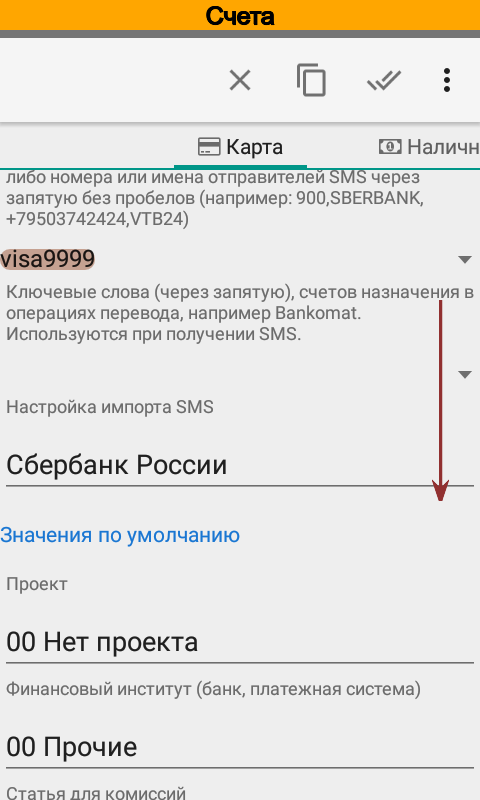 Счета
Карта
Наличн
либо номера или имена отправителей SMS через
запятую без пробелов (например: 900,SBERBANK,
+79503742424,VTB24)
visa9999
Ключевые слова (через запятую), счетов назначения в
операциях перевода, например Bankomat.
Используются при получении SMS.
Настройка импорта SMS
Сбербанк России
Значения по умолчанию
Проект
00 Нет проекта
Финансовый институт (банк, платежная система)
00 Прочие
Статья для комиссий